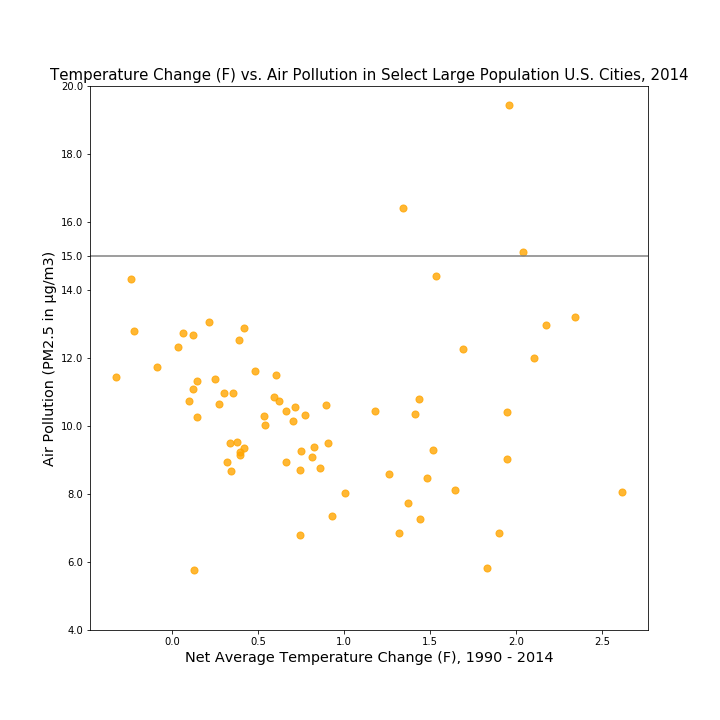 Temperature Change (F) vs. Air Pollution in Select Large Population U.S. Cities, 2014
20.0
18.0
16.0
15.0
14.0
12.0
10.0
8.0
6.0
4.0
Air Pollution (PM2.5 in µg/m3)
0.0 0.5 1.0 1.5 2.0 2.5
Net Average Temperature Change (F), 1990 - 2014